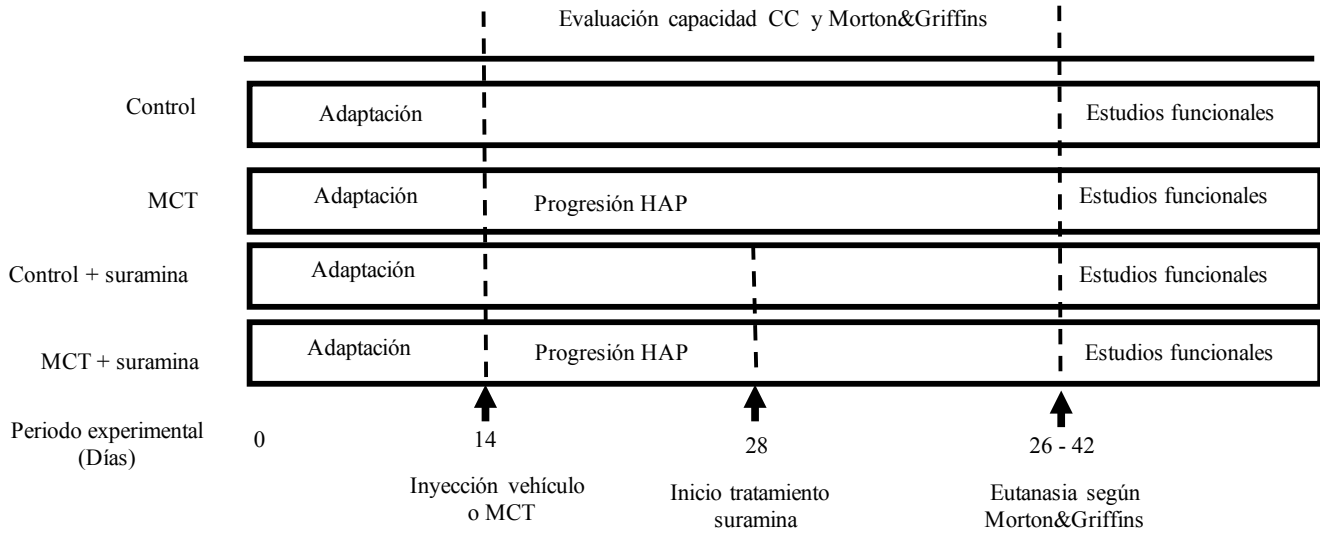 Evaluación capacidad CC y Morton&Griffins
Control
Adaptación
Estudios funcionales
MCT
Adaptación
Progresión HAP
Estudios funcionales
Control + suramina
Adaptación
Estudios funcionales
MCT + suramina
Adaptación
Progresión HAP
Estudios funcionales
Periodo experimental
(Días)
0
14
28
26 - 42
Inyección vehículo
o MCT
Inicio tratamiento
suramina
Eutanasia según
Morton&Griffins